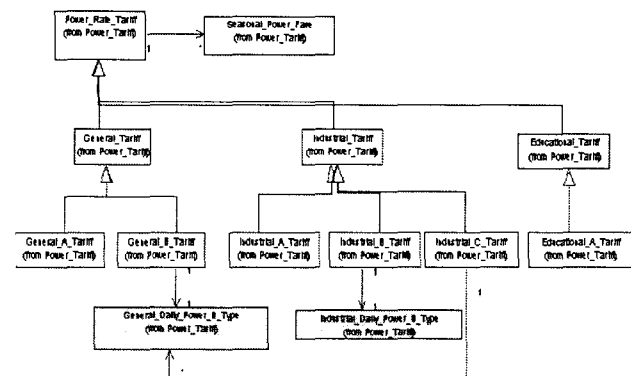 Power_Rate_Tariff
(from Power_Tariff)
Seasonal_Power_Fare
(from Power_Tariff)
1
General_Tariff
(from Power_Tariff)
Industrial_Tariff
(from Power_Tariff)
Educational_Tariff
(from Power_Tariff)
General_A_Tariff
(from Power_Tariff)
General_B_Tariff
(from Power_Tariff)
Industrial_A_Tariff
(from Power_Tariff)
Industrial_B_Tariff
(from Power_Tariff)
Industrial_C_Tariff
(from Power_Tariff)
Educational_A_Tariff
(from Power_Tariff)
1
1
1
General_Daily_Power_B_Type
(from Power_Tariff)
Industrial_Daily_Power_B_Type
(from Power_Tariff)